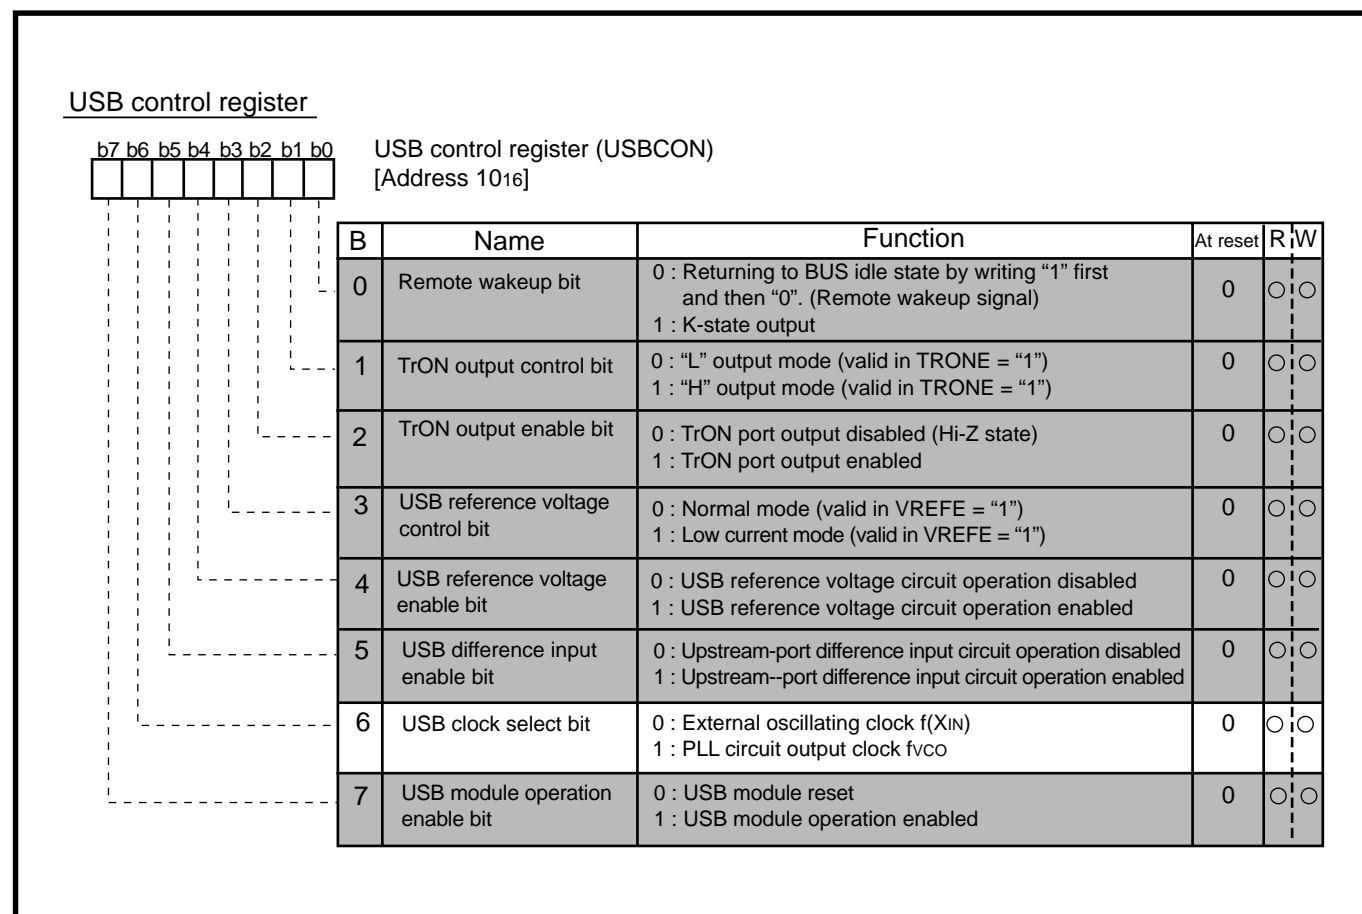 USB control register
b7 b6 b5 b4 b3 b2 b1 b0
USB control register (USBCON)
[Address 1016]
B Name Function At reset R W
0 Remote wakeup bit 0 : Returning to BUS idle state by writing “1” first 0 ○ ○
and then “0”. (Remote wakeup signal)
1 : K-state output
1 TrON output control bit 0 : “L” output mode (valid in TRONE = “1”) 0 ○ ○
1 : “H” output mode (valid in TRONE = “1”)
2 TrON output enable bit 0 : TrON port output disabled (Hi-Z state) 0 ○ ○
1 : TrON port output enabled
3 USB reference voltage 0 : Normal mode (valid in VREFE = “1”) 0 ○ ○
control bit 1 : Low current mode (valid in VREFE = “1”)
4 USB reference voltage 0 : USB reference voltage circuit operation disabled 0 ○ ○
enable bit 1 : USB reference voltage circuit operation enabled
5 USB difference input 0 : Upstream-port difference input circuit operation disabled 0 ○ ○
enable bit 1 : Upstream--port difference input circuit operation enabled
6 USB clock select bit 0 : External oscillating clock f(XIN) 0 ○ ○
1 : PLL circuit output clock fVCO
7 USB module operation 0 : USB module reset 0 ○ ○
enable bit 1 : USB module operation enabled